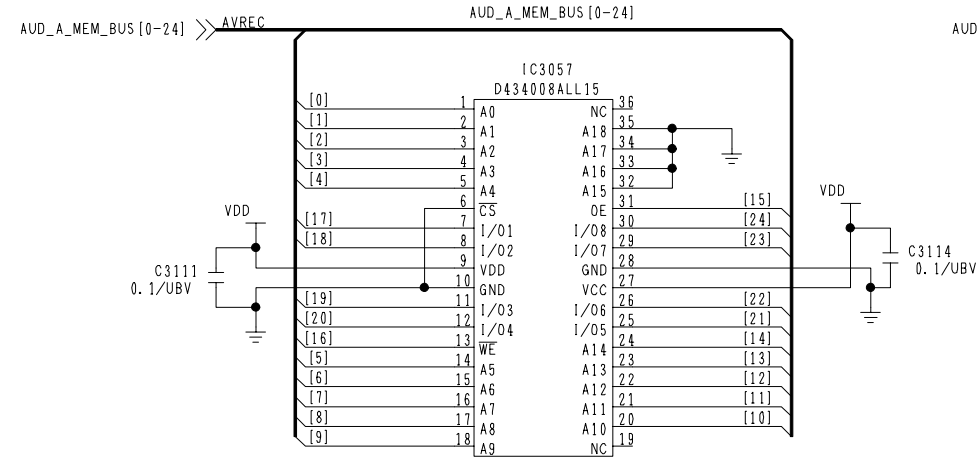 AUD_A_MEM_BUS [0-24]
AUD_A_MEM_BUS [0-24] AVREC AUD
IC3057
D434008ALL15
[0] 1 A0 NC 36
[1] 2 A1 A18 35
[2] 3 A2 A17 34
[3] 4 A3 A16 33
[4] 5 A4 A15 32
6 CS OE 31 [15]
[17] 7 I/O1 I/O8 30 [24]
[18] 8 I/O2 I/O7 29 [23]
9 VDD GND 28
10 GND VCC 27
[19] 11 I/O3 I/O6 26 [22]
[20] 12 I/O4 I/O5 25 [21]
[16] 13 WE A14 24 [14]
[5] 14 A5 A13 23 [13]
[6] 15 A6 A12 22 [12]
[7] 16 A7 A11 21 [11]
[8] 17 A8 A10 20 [10]
[9] 18 A9 NC 19
VDD
C3111
0.1/UBV
VDD
C3114
0.1/UBV